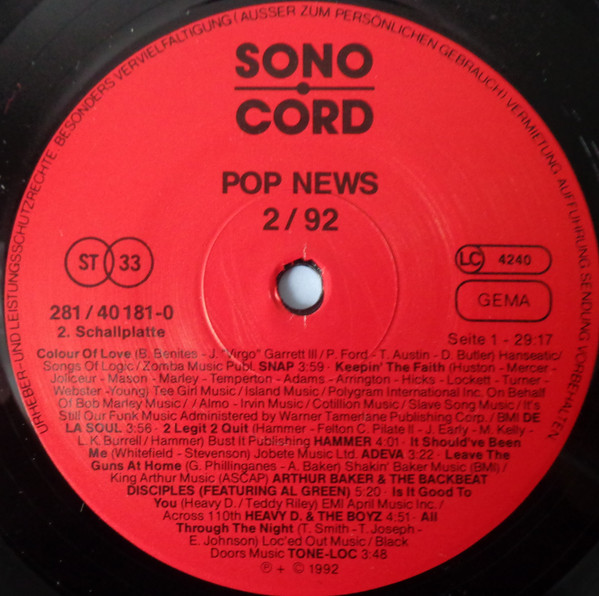 URHEBER-UND LEISTUNGSSCHUTZRECHTE BESONDERS VERVIELFÄLTIGUNG (AUSSER ZUM PERSÖNLICHEN GEBRAUCH) VERMIETUNG AUFFÜHRUNG SENDUNG VORBEHALTEN
SONO
CORD
POP NEWS
2/92
ST 33
LC 4240
GEMA
281/40181-0
2. Schallplatte
Seite 1 - 29:17
Colour Of Love (B. Benites - J. "Virgo" Garrett III / P. Ford - T. Austin - D. Butler) Hanseatic/
Songs Of Logic / Zomba Music Publ. SNAP 3:59 · Keepin' The Faith (Huston - Mercer -
Joliceur - Mason - Marley - Temperton - Adams - Arrington - Hicks - Lockett - Turner -
Webster - Young) Tee Girl Music / Island Music / Polygram International Inc. On Behalf
Of Bob Marley Music / Almo - Irvin Music / Cotillion Music / Slave Song Music / It's
Still Our Funk Music Administered by Warner Tamerlane Publishing Corp. / BMI DE
LA SOUL 3:56 · 2 Legit 2 Quit (Hammer - Felton C. Pilate II - J. Early - M. Kelly -
L.K. Burrell / Hammer) Bust It Publishing HAMMER 4:01 · It Should've Been
Me (Whitefield - Stevenson) Jobete Music Ltd. ADEVA 3:22 · Leave The
Guns At Home (G. Phillinganes - A. Baker) Shakin' Baker Music (BMI) /
King Arthur Music (ASCAP) ARTHUR BAKER & THE BACKBEAT
DISCIPLES (FEATURING AL GREEN) 5:20 · Is It Good To
You (Heavy D. / Teddy Riley) EMI April Music Inc. /
Across 110th HEAVY D. & THE BOYZ 4:51 · All
Through The Night (T. Smith - T. Joseph -
E. Johnson) Loc'ed Out Music / Black
Doors Music TONE-LOC 3:48
℗ + © 1992